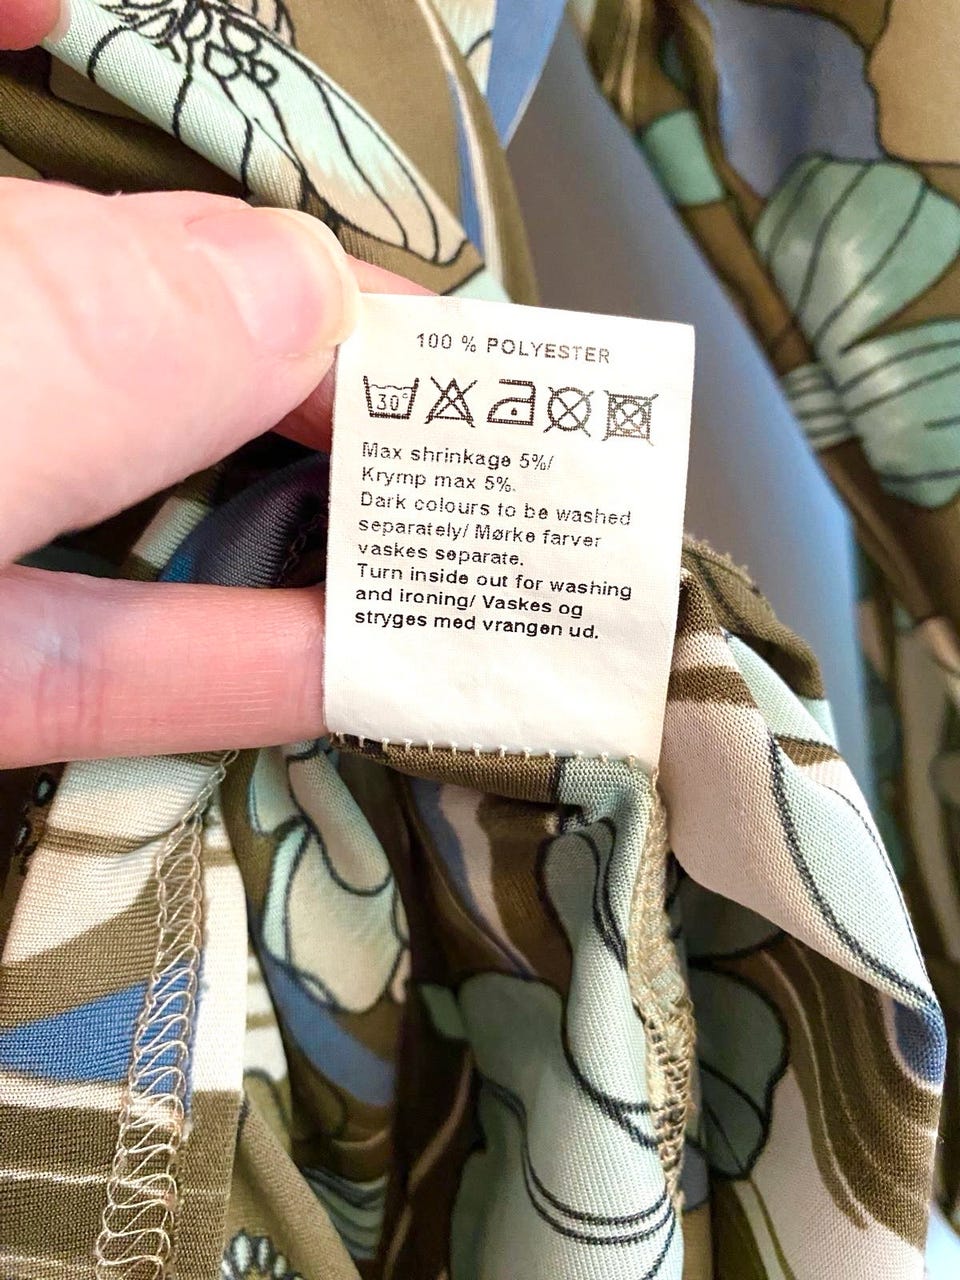 100 % POLYESTER
30°
Max shrinkage 5%/
Krymp max 5%.
Dark colours to be washed
separately/ Mørke farver
vaskes separate.
Turn inside out for washing
and ironing/ Vaskes og
stryges med vrangen ud.